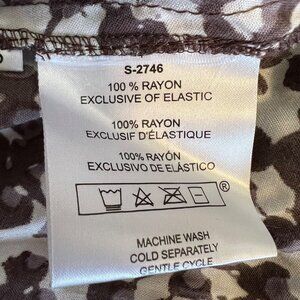 S-2746
100 % RAYON
EXCLUSIVE OF ELASTIC
100% RAYON
EXCLUSIF D'ÉLASTIQUE
100% RAYÓN
EXCLUSIVO DE ELÁSTICO
®
MACHINE WASH
COLD SEPARATELY
GENTLE CYCLE